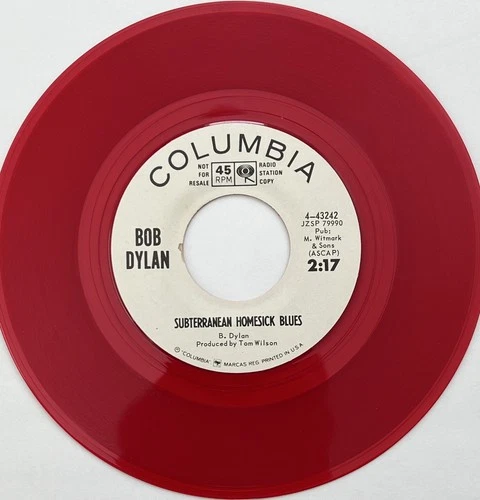 COLUMBIA
NOT
FOR
RESALE
45
RPM
RADIO
STATION
COPY
4-43242
JZSP 79990
Pub;
M. Witmark
& Sons
(ASCAP)
2:17
BOB
DYLAN
SUBTERRANEAN HOMESICK BLUES
B. Dylan
Produced by Tom Wilson
Ⓟ "COLUMBIA" MARCAS REG. PRINTED IN U.S.A.